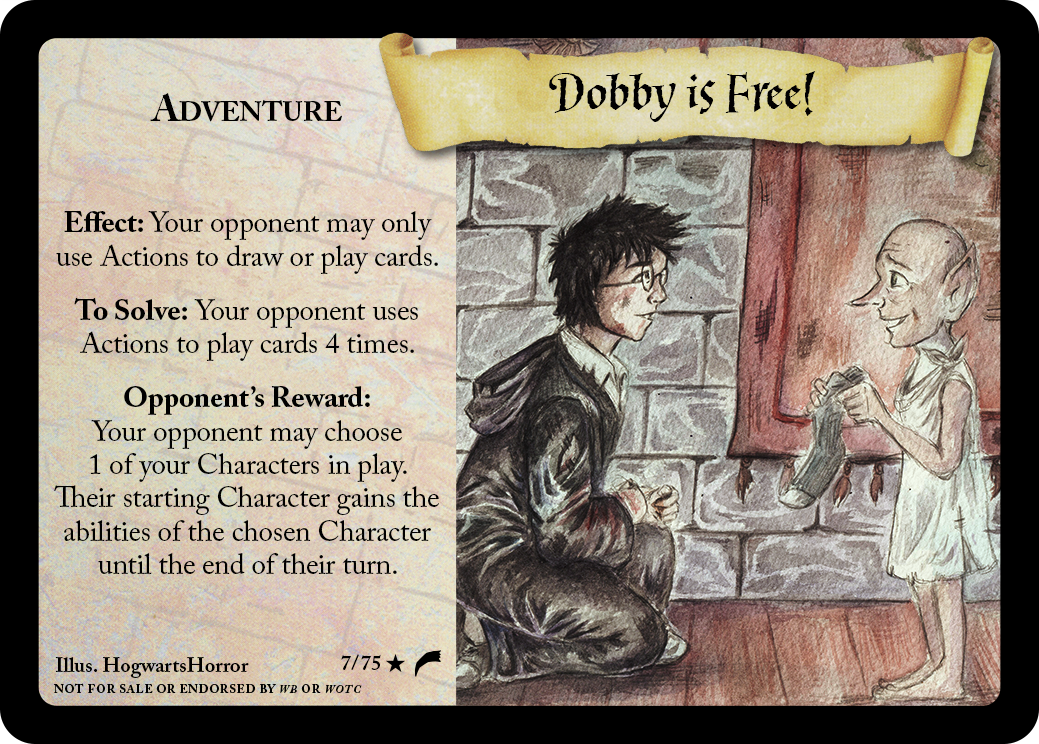 Dobby is Free!
Adventure
Effect: Your opponent may only
use Actions to draw or play cards.
To Solve: Your opponent uses
Actions to play cards 4 times.
Opponent's Reward:
Your opponent may choose
1 of your Characters in play.
Their starting Character gains the
abilities of the chosen Character
until the end of their turn.
Illus. HogwartsHorror 7/75 ★
NOT FOR SALE OR ENDORSED BY WB OR WOTC